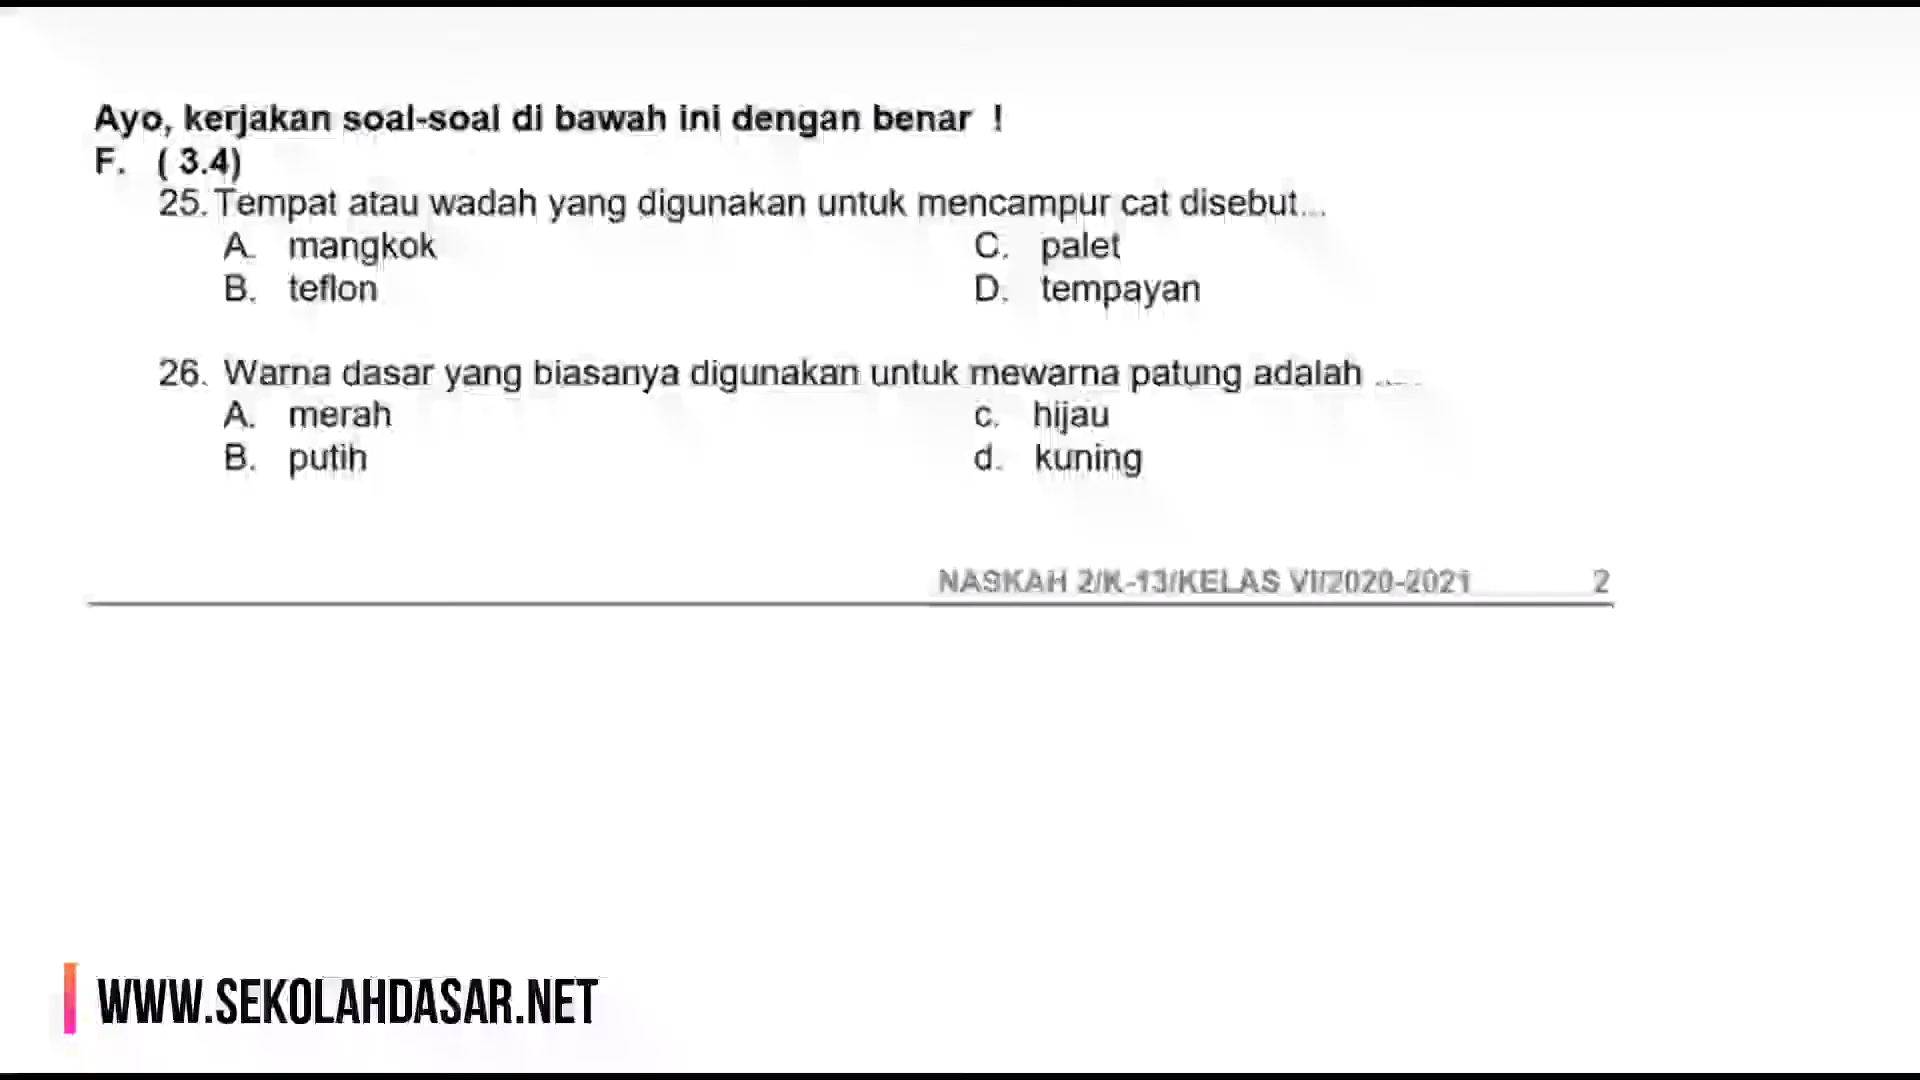 Ayo, kerjakan soal-soal di bawah ini dengan benar !
F. ( 3.4)
25. Tempat atau wadah yang digunakan untuk mencampur cat disebut...
A. mangkok C. palet
B. teflon D. tempayan
26. Warna dasar yang biasanya digunakan untuk mewarna patung adalah .....
A. merah c. hijau
B. putih d. kuning
NASKAH 2/K-13/KELAS VI/2020-2021 2
WWW.SEKOLAHDASAR.NET